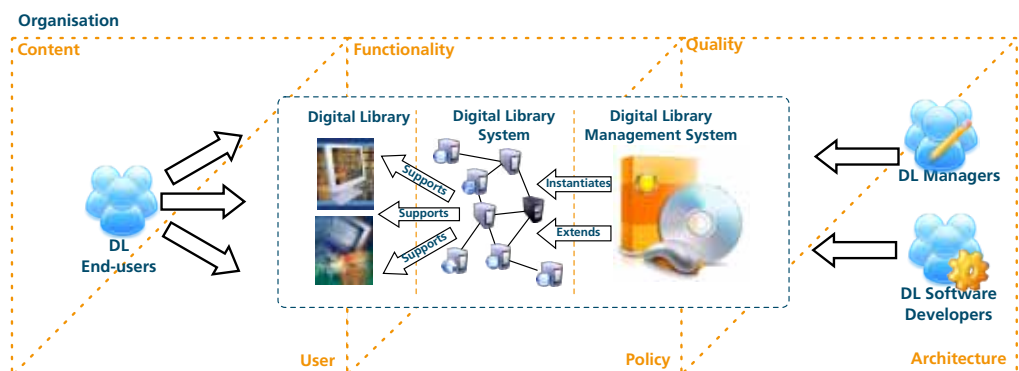 Organisation
Content
Functionality
Quality
Digital Library
Digital Library
System
Digital Library
Management System
Supports
Supports
Supports
Instantiates
Extends
DL
End-users
DL Managers
DL Software
Developers
User
Policy
Architecture